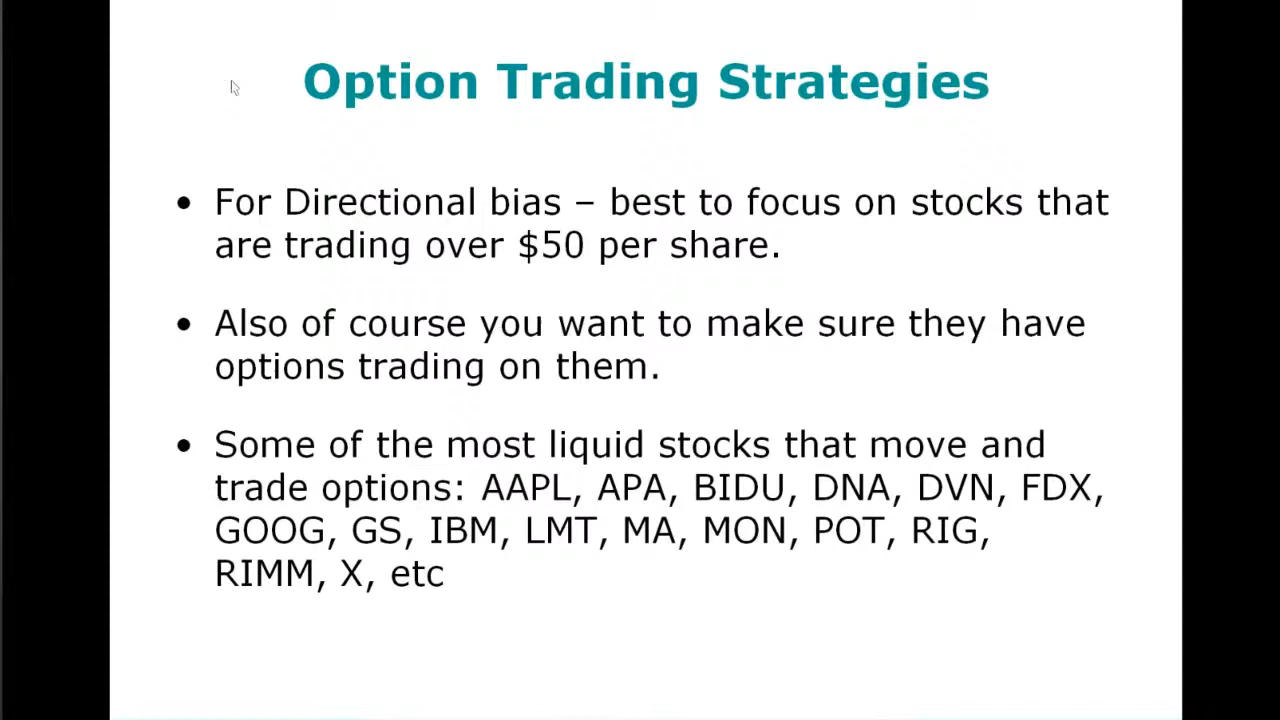 Option Trading Strategies
• For Directional bias – best to focus on stocks that
are trading over $50 per share.
• Also of course you want to make sure they have
options trading on them.
• Some of the most liquid stocks that move and
trade options: AAPL, APA, BIDU, DNA, DVN, FDX,
GOOG, GS, IBM, LMT, MA, MON, POT, RIG,
RIMM, X, etc